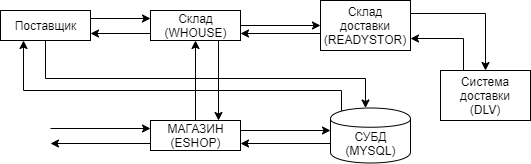 Поставщик
Склад
(WHOUSE)
Склад
доставки
(READYSTOR)
Система
доставки
(DLV)
МАГАЗИН
(ESHOP)
СУБД
(MYSQL)